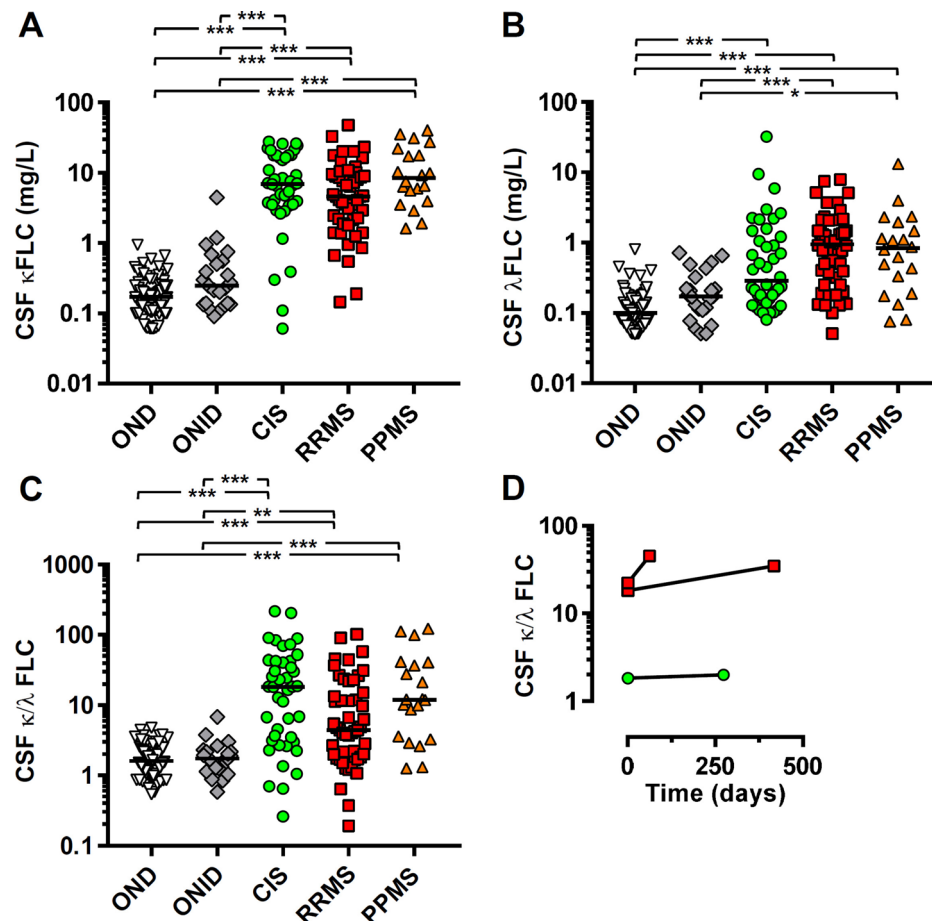 A
***
***
***
***
***
***
CSF κFLC (mg/L)
100
10
1
0.1
0.01
OND
ONID
CIS
RRMS
PPMS
B
***
***
***
***
*
CSF λFLC (mg/L)
100
10
1
0.1
0.01
OND
ONID
CIS
RRMS
PPMS
C
***
***
**
***
***
***
CSF κ/λ FLC
1000
100
10
1
0.1
OND
ONID
CIS
RRMS
PPMS
D
CSF κ/λ FLC
100
10
1
0 250 500
Time (days)